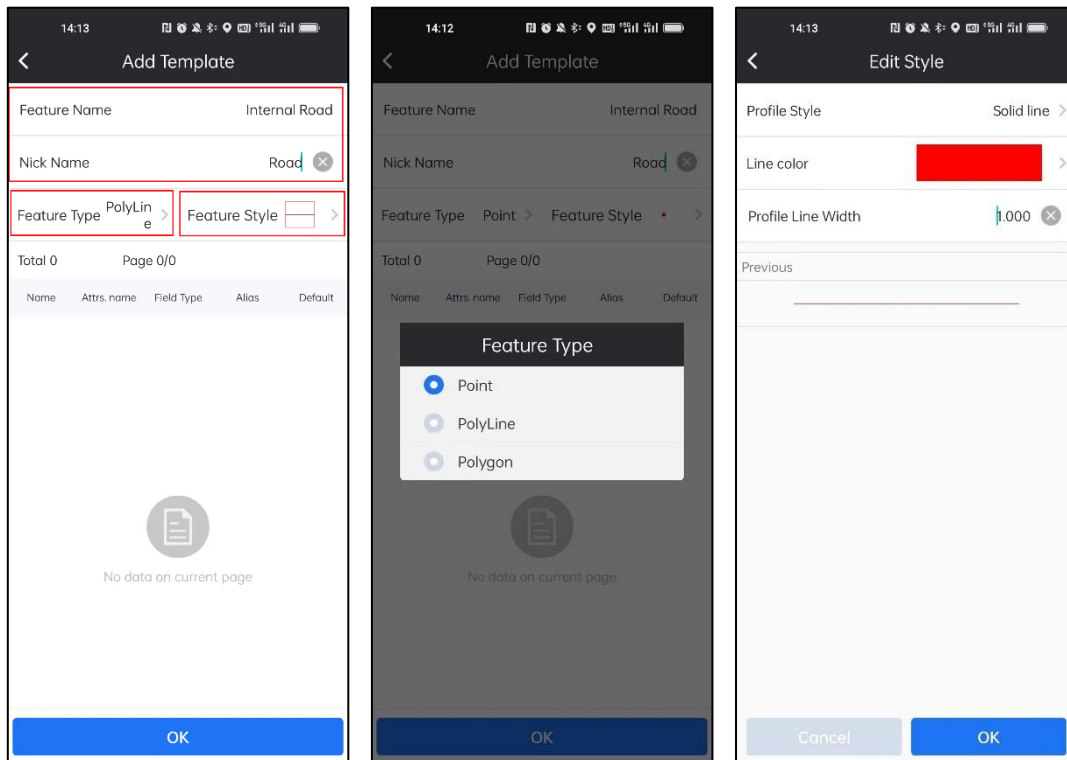 14:13
Add Template
Feature Name Internal Road
Nick Name Road
Feature Type PolyLin
e
Feature Style
Total 0 Page 0/0
Name Attrs. name Field Type Alias Default
No data on current page
OK
14:12
Add Template
Feature Name Internal Road
Nick Name Road
Feature Type Point Feature Style
Total 0 Page 0/0
Name Attrs. name Field Type Alias Default
Feature Type
Point
PolyLine
Polygon
No data on current page
OK
14:13
Edit Style
Profile Style Solid line
Line color
Profile Line Width 1.000
Previous
Cancel OK